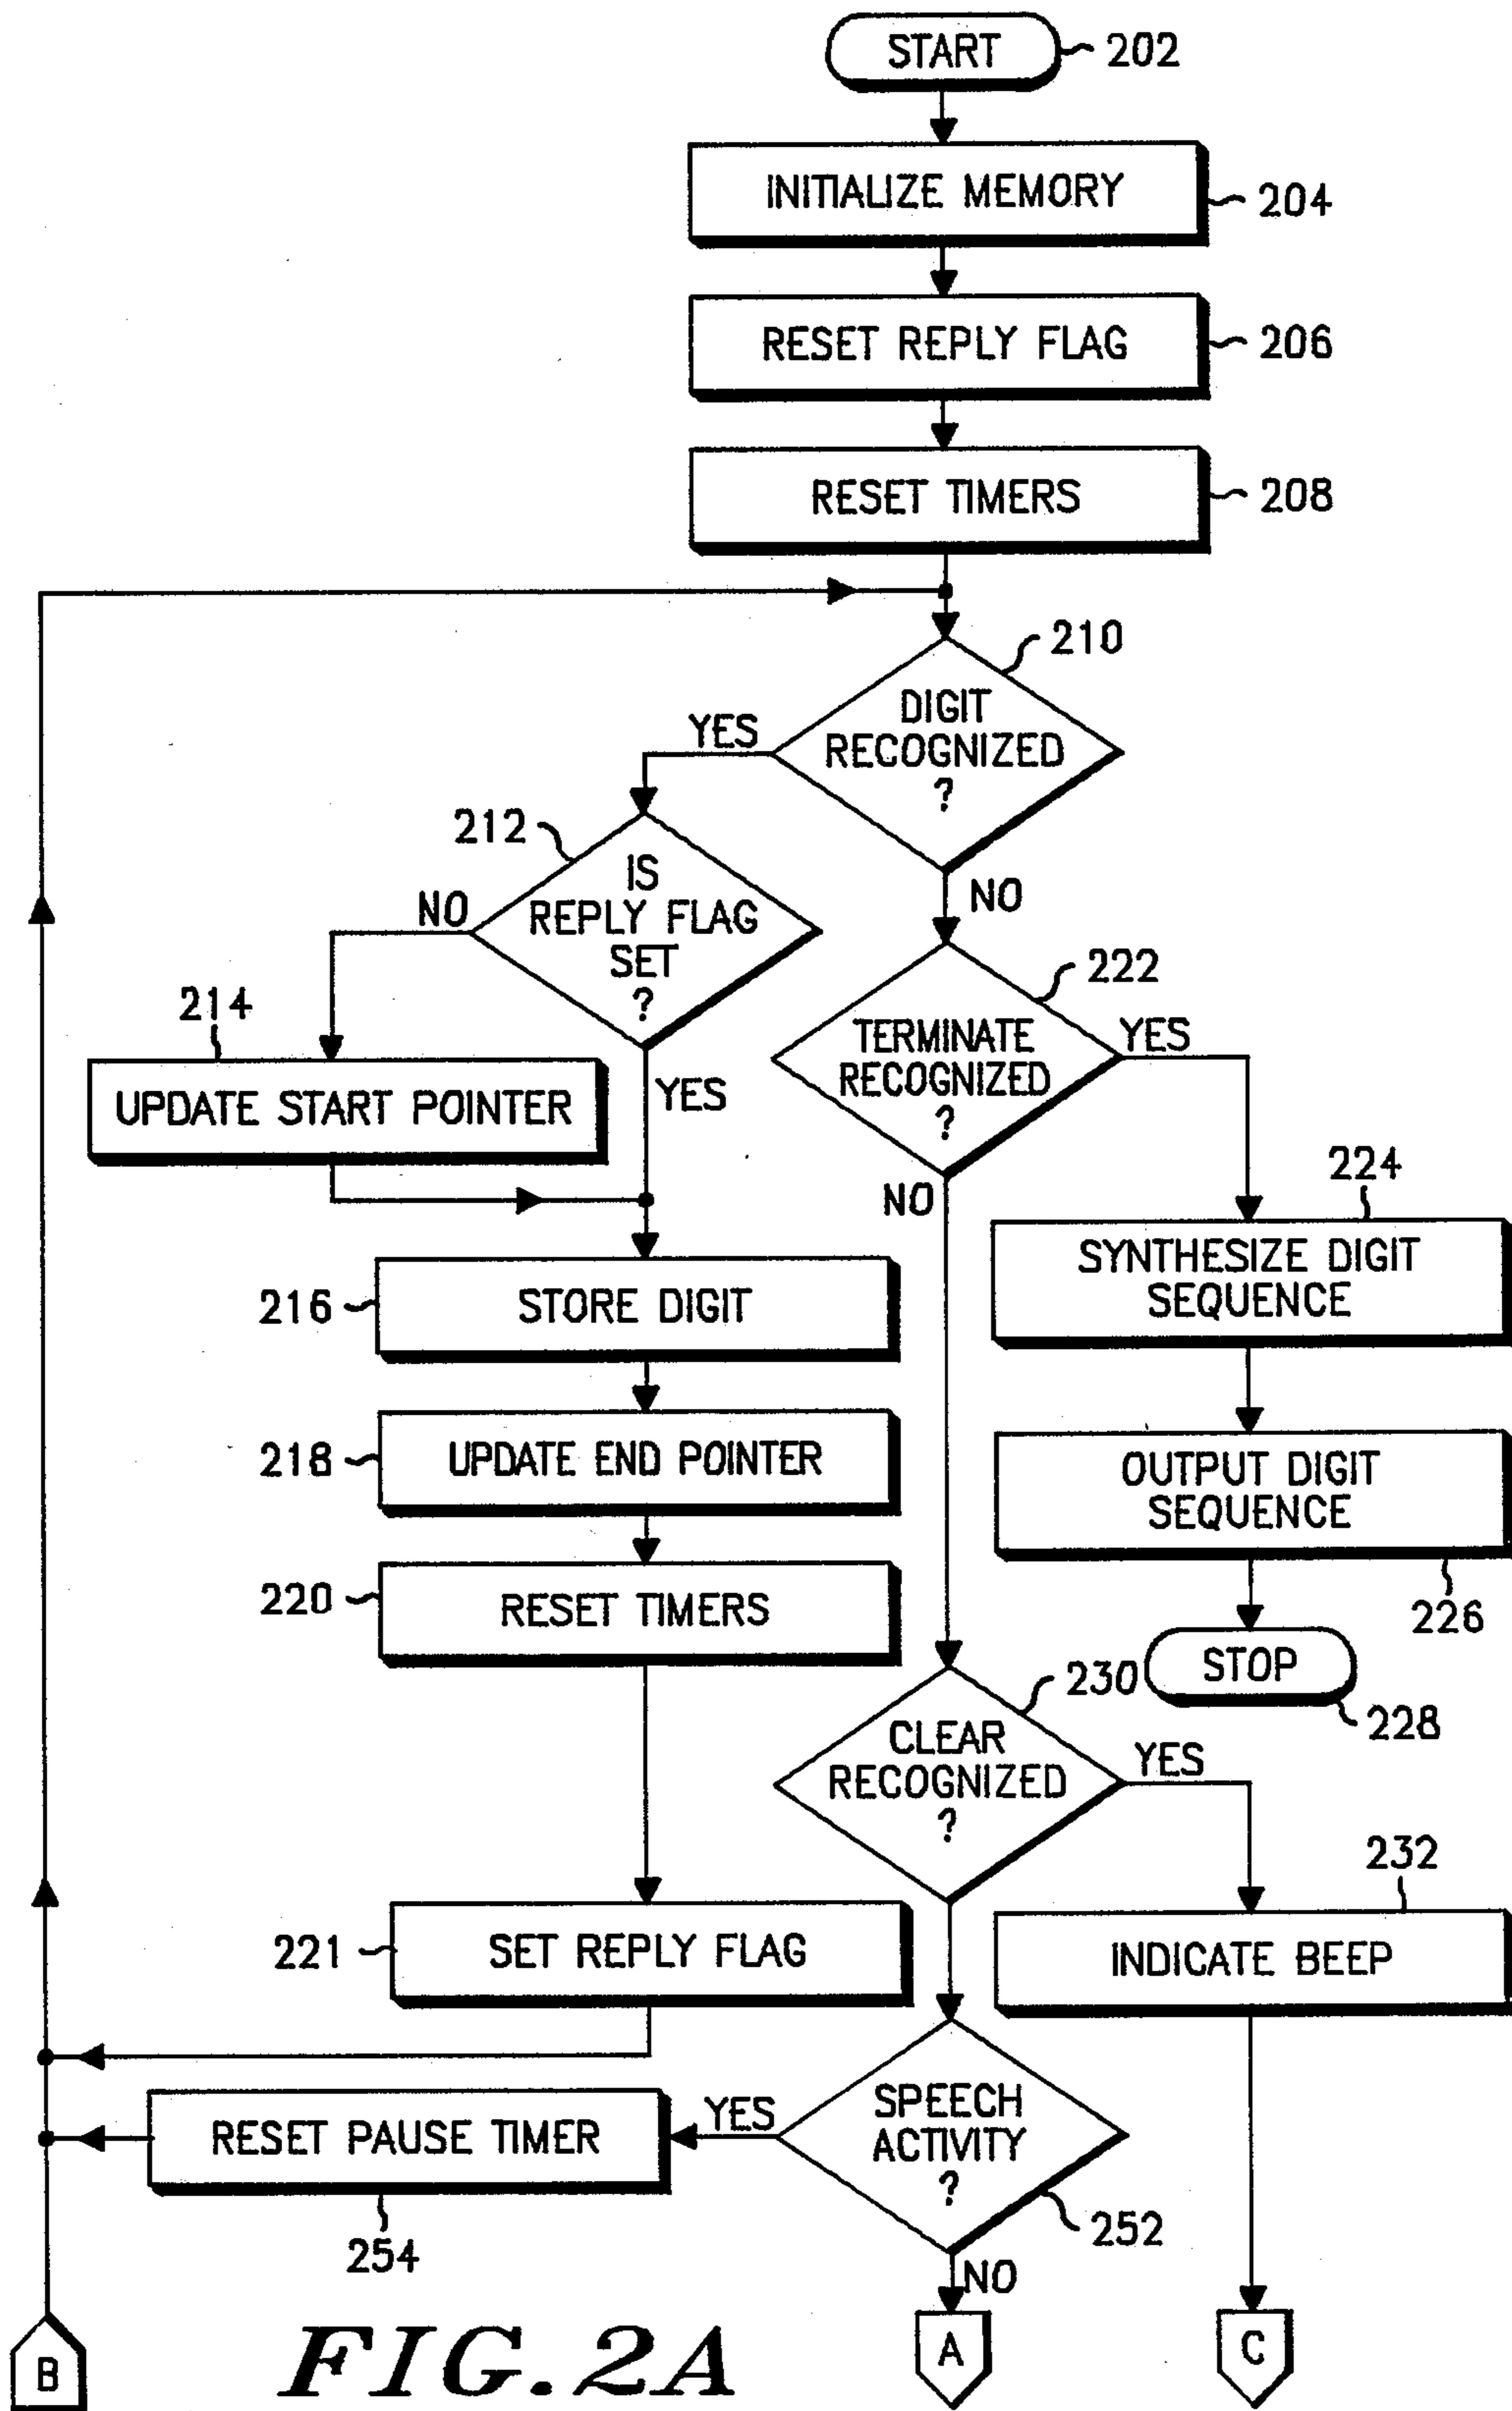 START
202
INITIALIZE MEMORY
204
RESET REPLY FLAG
206
RESET TIMERS
208
210
DIGIT
RECOGNIZED
?
YES
NO
212
IS
REPLY FLAG
SET
?
NO
YES
214
UPDATE START POINTER
222
TERMINATE
RECOGNIZED
?
YES
NO
224
SYNTHESIZE DIGIT
SEQUENCE
216
STORE DIGIT
218
UPDATE END POINTER
OUTPUT DIGIT
SEQUENCE
226
220
RESET TIMERS
STOP
228
230
CLEAR
RECOGNIZED
?
YES
232
INDICATE BEEP
221
SET REPLY FLAG
SPEECH
ACTIVITY
?
YES
252
NO
RESET PAUSE TIMER
254
B
FIG. 2A
A
C